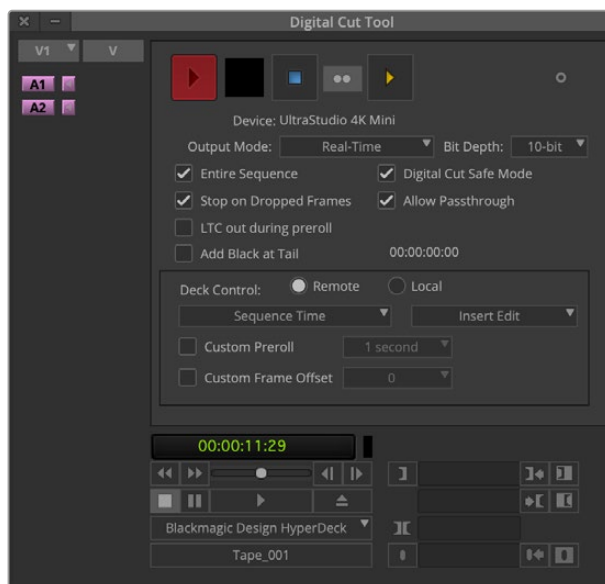 Digital Cut Tool
V1 V
A1
A2
Device: UltraStudio 4K Mini
Output Mode: Real-Time Bit Depth: 10-bit
Entire Sequence Digital Cut Safe Mode
Stop on Dropped Frames Allow Passthrough
LTC out during preroll
Add Black at Tail 00:00:00:00
Deck Control: Remote Local
Sequence Time Insert Edit
Custom Preroll 1 second
Custom Frame Offset 0
00:00:11:29
Blackmagic Design HyperDeck
Tape_001